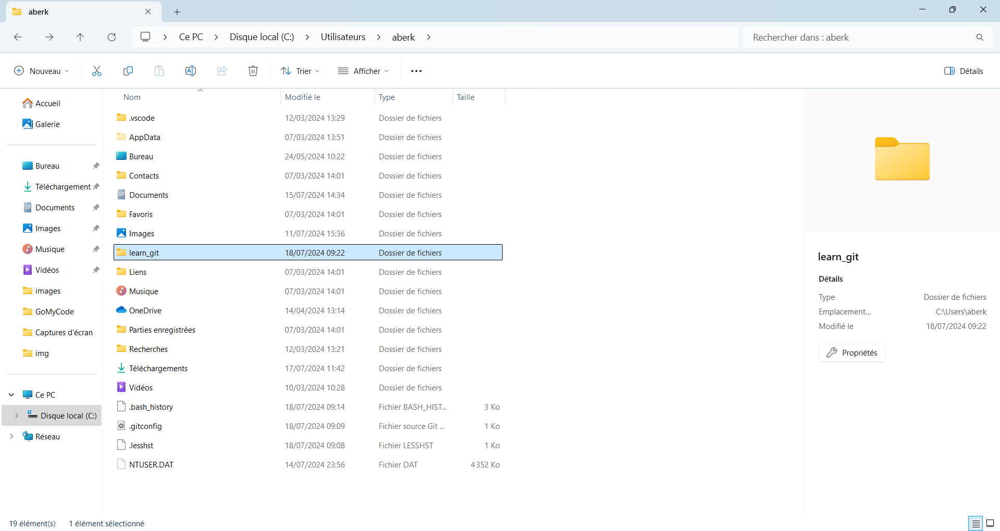 aberk
Ce PC
Disque local (C:)
Utilisateurs
aberk
Rechercher dans : aberk
Nouveau
Trier
Afficher
Détails
Accueil
Galerie
Bureau
Téléchargement
Documents
Images
Musique
Vidéos
images
GoMyCode
Captures d'écran
img
Ce PC
Disque local (C:)
Réseau
Nom Modifié le Type Taille
.vscode 12/03/2024 13:29 Dossier de fichiers
AppData 07/03/2024 13:51 Dossier de fichiers
Bureau 24/05/2024 10:22 Dossier de fichiers
Contacts 07/03/2024 14:01 Dossier de fichiers
Documents 15/07/2024 14:34 Dossier de fichiers
Favoris 07/03/2024 14:01 Dossier de fichiers
Images 11/07/2024 15:36 Dossier de fichiers
learn_git 18/07/2024 09:22 Dossier de fichiers
Liens 07/03/2024 14:01 Dossier de fichiers
Musique 07/03/2024 14:01 Dossier de fichiers
OneDrive 14/04/2024 13:14 Dossier de fichiers
Parties enregistrées 07/03/2024 14:01 Dossier de fichiers
Recherches 12/03/2024 13:21 Dossier de fichiers
Téléchargements 17/07/2024 11:42 Dossier de fichiers
Vidéos 10/03/2024 10:28 Dossier de fichiers
.bash_history 18/07/2024 09:14 Fichier BASH_HIST... 3 Ko
.gitconfig 18/07/2024 09:09 Fichier source Git ... 1 Ko
.lesshst 18/07/2024 09:08 Fichier LESSHST 1 Ko
NTUSER.DAT 14/07/2024 23:56 Fichier DAT 4 352 Ko
learn_git
Détails
Type Dossier de fichiers
Emplacement... C:\Users\aberk
Modifié le 18/07/2024 09:22
Propriétés
19 élément(s) 1 élément sélectionné